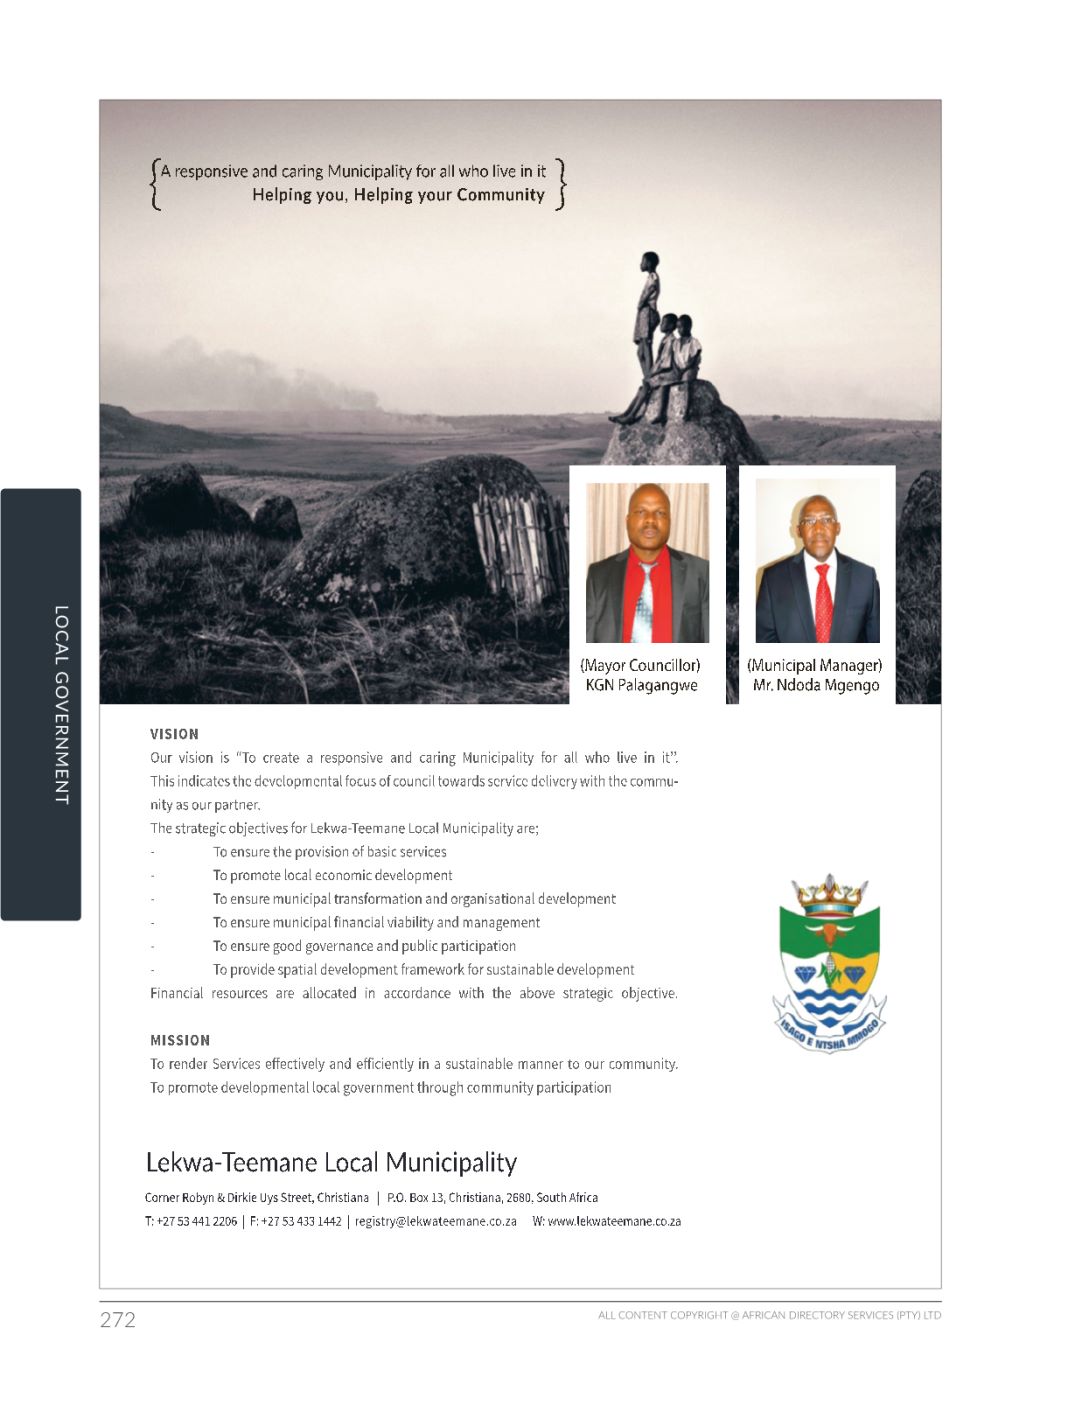 A responsive and caring Municipality for all who live in it
Helping you, Helping your Community
LOCAL GOVERNMENT
(Mayor Councillor)
KGN Palagangwe
(Municipal Manager)
Mr. Ndoda Mgengo
VISION
Our vision is “To create a responsive and caring Municipality for all who live in it”.
This indicates the developmental focus of council towards service delivery with the commu-
nity as our partner.
The strategic objectives for Lekwa-Teemane Local Municipality are;
- To ensure the provision of basic services
- To promote local economic development
- To ensure municipal transformation and organisational development
- To ensure municipal financial viability and management
- To ensure good governance and public participation
- To provide spatial development framework for sustainable development
Financial resources are allocated in accordance with the above strategic objective.
ISAGO E NTSHA MMOGO
MISSION
To render Services effectively and efficiently in a sustainable manner to our community.
To promote developmental local government through community participation
Lekwa-Teemane Local Municipality
Corner Robyn & Dirkie Uys Street, Christiana | P.O. Box 13, Christiana, 2680, South Africa
T: +27 53 441 2206 | F: +27 53 433 1442 | registry@lekwateemane.co.za W: www.lekwateemane.co.za
272
ALL CONTENT COPYRIGHT @ AFRICAN DIRECTORY SERVICES (PTY) LTD